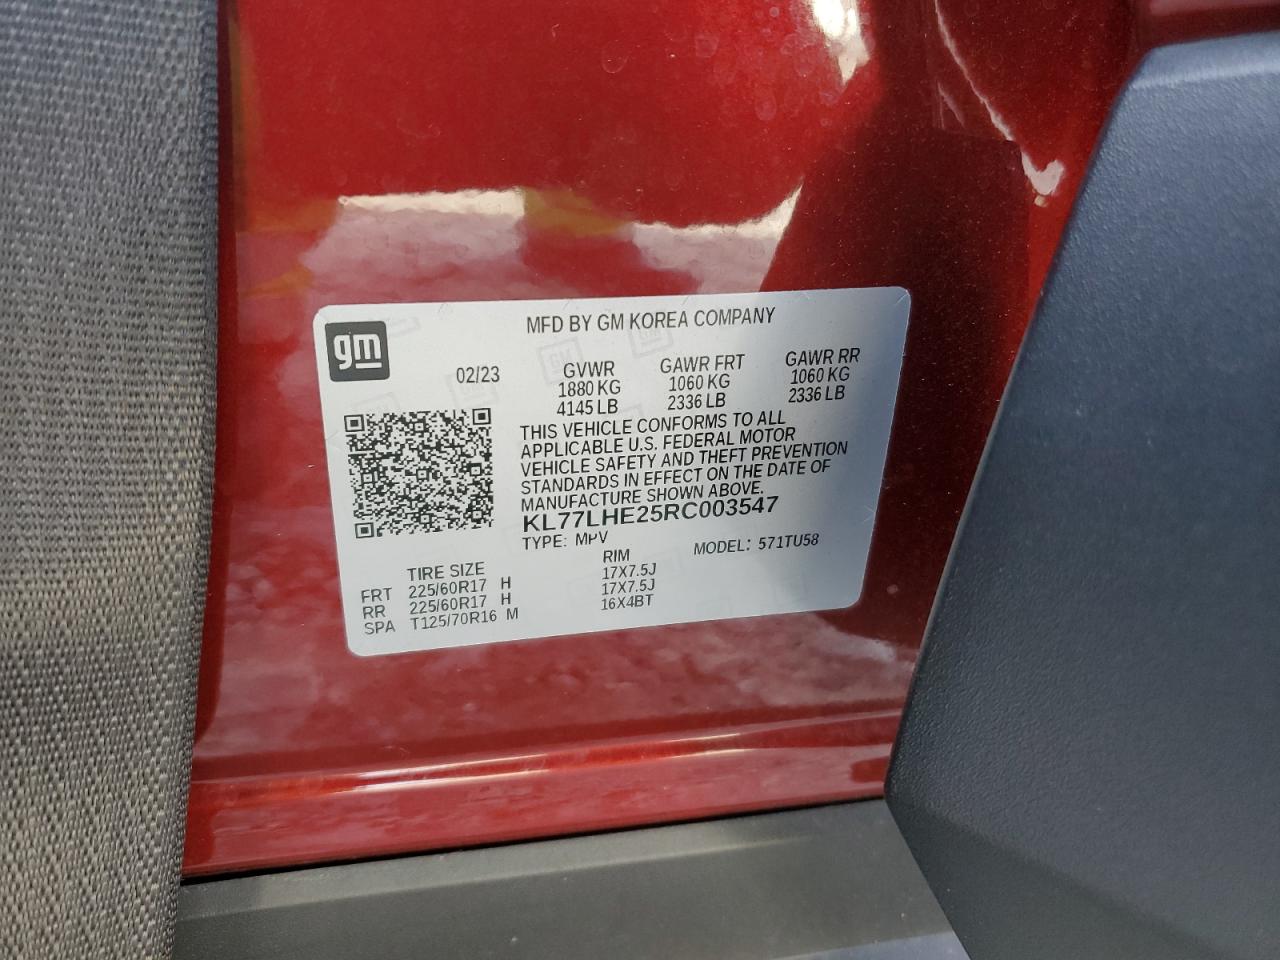 gm
MFD BY GM KOREA COMPANY
02/23
GVWR
1880 KG
4145 LB
GAWR FRT
1060 KG
2336 LB
GAWR RR
1060 KG
2336 LB
THIS VEHICLE CONFORMS TO ALL
APPLICABLE U.S. FEDERAL MOTOR
VEHICLE SAFETY AND THEFT PREVENTION
STANDARDS IN EFFECT ON THE DATE OF
MANUFACTURE SHOWN ABOVE.
KL77LHE25RC003547
TYPE: MPV MODEL: 571TU58
TIRE SIZE RIM
FRT 225/60R17 H 17X7.5J
RR 225/60R17 H 17X7.5J
SPA T125/70R16 M 16X4BT